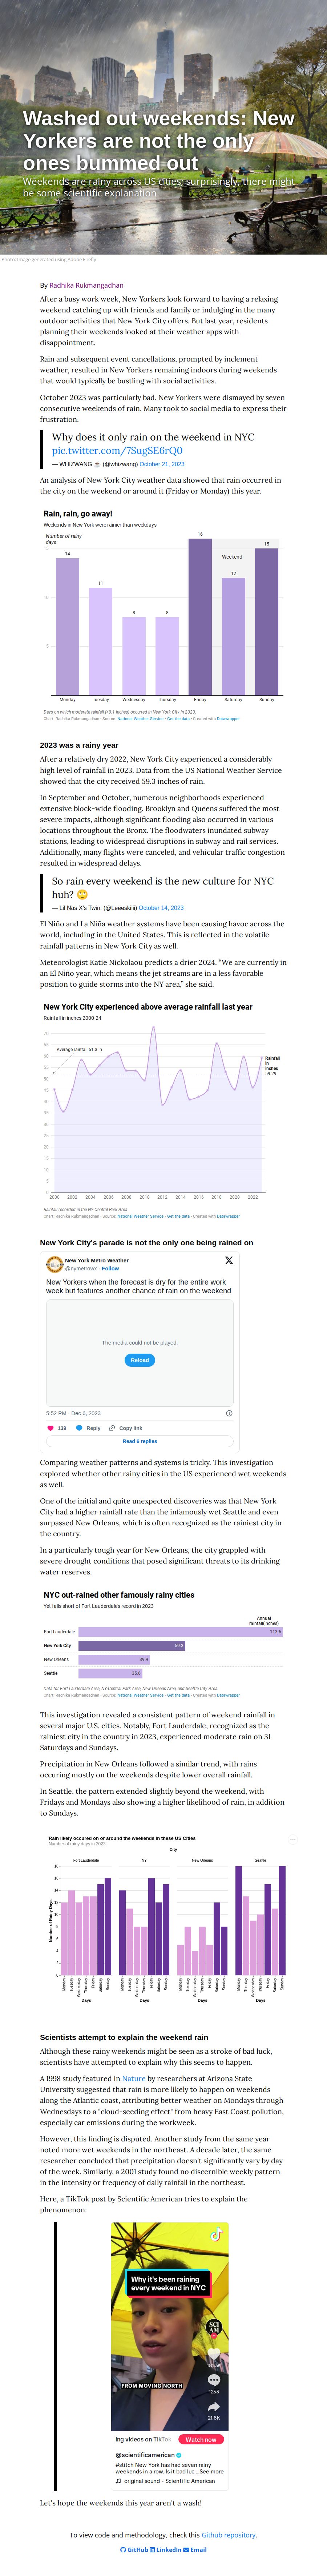 Washed out weekends: New
Yorkers are not the only
ones bummed out
Weekends are rainy across US cities; surprisingly, there might
be some scientific explanation
Photo: Image generated using Adobe Firefly
By Radhika Rukmangadhan
After a busy work week, New Yorkers look forward to having a relaxing
weekend catching up with friends and family or indulging in the many
outdoor activities that New York City offers. But last year, residents
planning their weekends looked at their weather apps with
disappointment.
Rain and subsequent event cancellations, prompted by inclement
weather, resulted in New Yorkers remaining indoors during weekends
that would typically be bustling with social activities.
October 2023 was particularly bad. New Yorkers were dismayed by seven
consecutive weekends of rain. Many took to social media to express their
frustration.
Why does it only rain on the weekend in NYC
pic.twitter.com/7SugSE6rQ0
— WHIZWANG ☕ (@whizwang) October 21, 2023
An analysis of New York City weather data showed that rain occurred in
the city on the weekend or around it (Friday or Monday) this year.
Rain, rain, go away!
Weekends in New York were rainier than weekdays
Number of rainy
days
15
10
5
14
11
8
8
16
12
15
Weekend
Monday Tuesday Wednesday Thursday Friday Saturday Sunday
Days on which moderate rainfall (>0.1 inches) occurred in New York City in 2023
Chart: Radhika Rukmangadhan • Source: National Weather Service • Get the data • Created with Datawrapper
2023 was a rainy year
After a relatively dry 2022, New York City experienced a considerably
high level of rainfall in 2023. Data from the US National Weather Service
showed that the city received 59.3 inches of rain.
In September and October, numerous neighborhoods experienced
extensive block-wide flooding. Brooklyn and Queens suffered the most
severe impacts, although significant flooding also occurred in various
locations throughout the Bronx. The floodwaters inundated subway
stations, leading to widespread disruptions in subway and rail services.
Additionally, many flights were canceled, and vehicular traffic congestion
resulted in widespread delays.
So rain every weekend is the new culture for NYC
huh? 🙄
— Lil Nas X's Twin. (@Leeeskiiii) October 14, 2023
El Niño and La Niña weather systems have been causing havoc across the
world, including in the United States. This is reflected in the volatile
rainfall patterns in New York City as well.
Meteorologist Katie Nickolaou predicts a drier 2024. "We are currently in
an El Niño year, which means the jet streams are in a less favorable
position to guide storms into the NY area," she said.
New York City experienced above average rainfall last year
Rainfall in inches 2000-24
70
65
60
55
50
45
40
35
30
25
20
15
10
5
0
Average rainfall 51.3 in
Rainfall
in
inches
59.29
2000 2002 2004 2006 2008 2010 2012 2014 2016 2018 2020 2022
Rainfall recorded in the NY-Central Park Area
Chart: Radhika Rukmangadhan • Source: National Weather Service • Get the data • Created with Datawrapper
New York City's parade is not the only one being rained on
New York Metro Weather
@nymetrowx · Follow
New Yorkers when the forecast is dry for the entire work
week but features another chance of rain on the weekend
The media could not be played.
Reload
5:52 PM · Dec 6, 2023
139 Reply Copy link
Read 6 replies
Comparing weather patterns and systems is tricky. This investigation
explored whether other rainy cities in the US experienced wet weekends
as well.
One of the initial and quite unexpected discoveries was that New York
City had a higher rainfall rate than the infamously wet Seattle and even
surpassed New Orleans, which is often recognized as the rainiest city in
the country.
In a particularly tough year for New Orleans, the city grappled with
severe drought conditions that posed significant threats to its drinking
water reserves.
NYC out-rained other famously rainy cities
Yet falls short of Fort Lauderdale's record in 2023
Annual
rainfall(inches)
Fort Lauderdale 113.6
New York City 59.3
New Orleans 39.9
Seattle 35.6
Data for Fort Lauderdale Area, NY-Central Park Area, New Orleans Area, and Seattle City Area.
Chart: Radhika Rukmangadhan • Source: National Weather Service • Get the data • Created with Datawrapper
This investigation revealed a consistent pattern of weekend rainfall in
several major U.S. cities. Notably, Fort Lauderdale, recognized as the
rainiest city in the country in 2023, experienced moderate rain on 31
Saturdays and Sundays.
Precipitation in New Orleans followed a similar trend, with rains
occuring mostly on the weekends despite lower overall rainfall.
In Seattle, the pattern extended slightly beyond the weekend, with
Fridays and Mondays also showing a higher likelihood of rain, in addition
to Sundays.
Rain likely occured on or around the weekends in these US Cities
Number of rainy days in 2023
City
Fort Lauderdale NY New Orleans Seattle
Number of Rainy Days
18
16
14
12
10
8
6
4
2
0
Monday Tuesday Wednesday Thursday Friday Saturday Sunday
Monday Tuesday Wednesday Thursday Friday Saturday Sunday
Monday Tuesday Wednesday Thursday Friday Saturday Sunday
Monday Tuesday Wednesday Thursday Friday Saturday Sunday
Days Days Days Days
Scientists attempt to explain the weekend rain
Although these rainy weekends might be seen as a stroke of bad luck,
scientists have attempted to explain why this seems to happen.
A 1998 study featured in Nature by researchers at Arizona State
University suggested that rain is more likely to happen on weekends
along the Atlantic coast, attributing better weather on Mondays through
Wednesdays to a "cloud-seeding effect" from heavy East Coast pollution,
especially car emissions during the workweek.
However, this finding is disputed. Another study from the same year
noted more wet weekends in the northeast. A decade later, the same
researcher concluded that precipitation doesn't significantly vary by day
of the week. Similarly, a 2001 study found no discernible weekly pattern
in the intensity or frequency of daily rainfall in the northeast.
Here, a TikTok post by Scientific American tries to explain the
phenomenon:
Why it's been raining
every weekend in NYC
SCI
AM
FROM MOVING NORTH
1253
21.8K
ing videos on TikTok
Watch now
@scientificamerican
#stitch New York has had seven rainy
weekends in a row. Is it bad luc ...See more
original sound - Scientific American
Let's hope the weekends this year aren't a wash!
To view code and methodology, check this Github repository.
GitHub LinkedIn Email